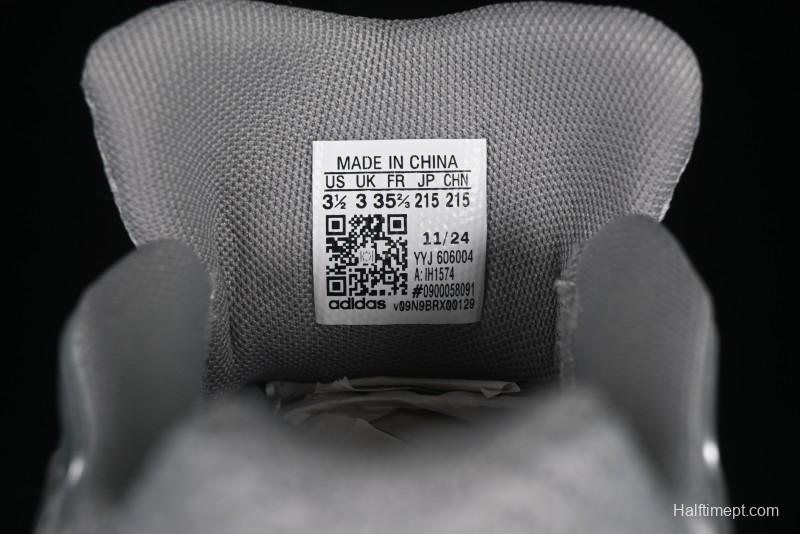 MADE IN CHINA
US UK FR JP CHN
3½ 3 35⅔ 215 215
11/24
YYJ 606004
A: IH1574
#0900058091
adidas v09N9BRX00129
Halftimept.com